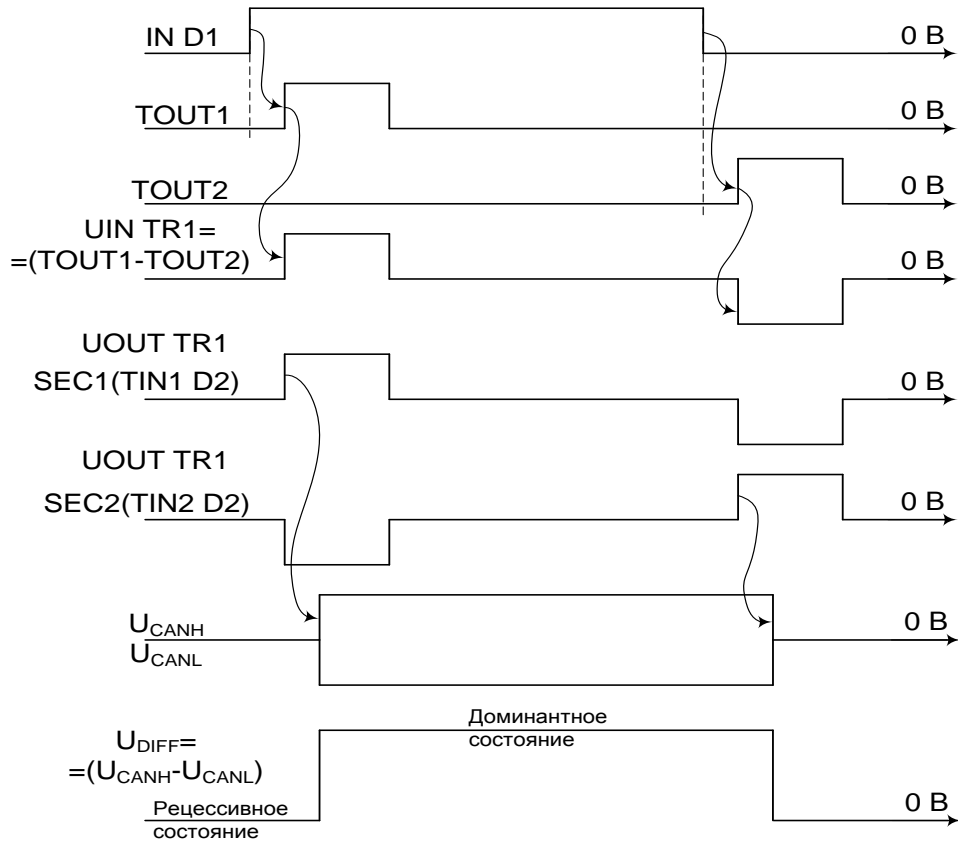 IN D1
0 В
TOUT1
0 В
TOUT2
0 В
UIN TR1=
=(TOUT1-TOUT2)
0 В
UOUT TR1
SEC1(TIN1 D2)
0 В
UOUT TR1
SEC2(TIN2 D2)
0 В
UCANH
UCANL
0 В
Доминантное
состояние
UDIFF=
=(UCANH-UCANL)
0 В
Рецессивное
состояние